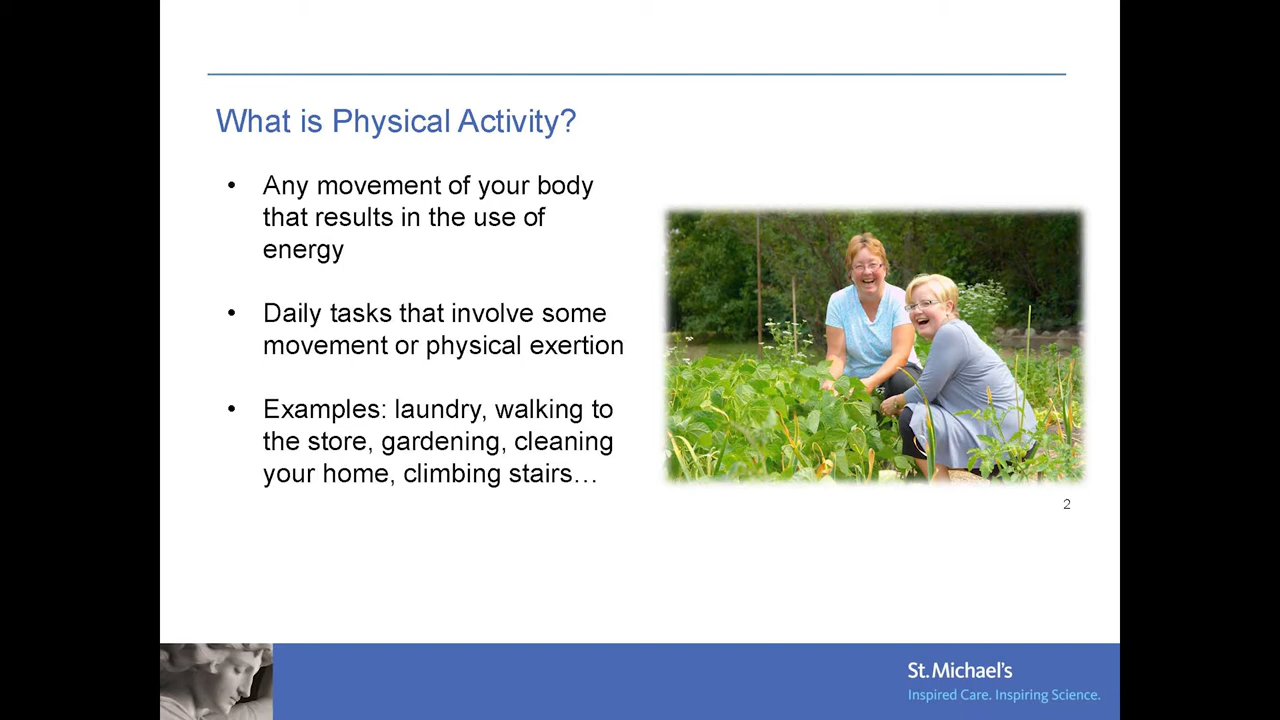 What is Physical Activity?
• Any movement of your body
that results in the use of
energy
• Daily tasks that involve some
movement or physical exertion
• Examples: laundry, walking to
the store, gardening, cleaning
your home, climbing stairs…
2
St. Michael's
Inspired Care. Inspiring Science.